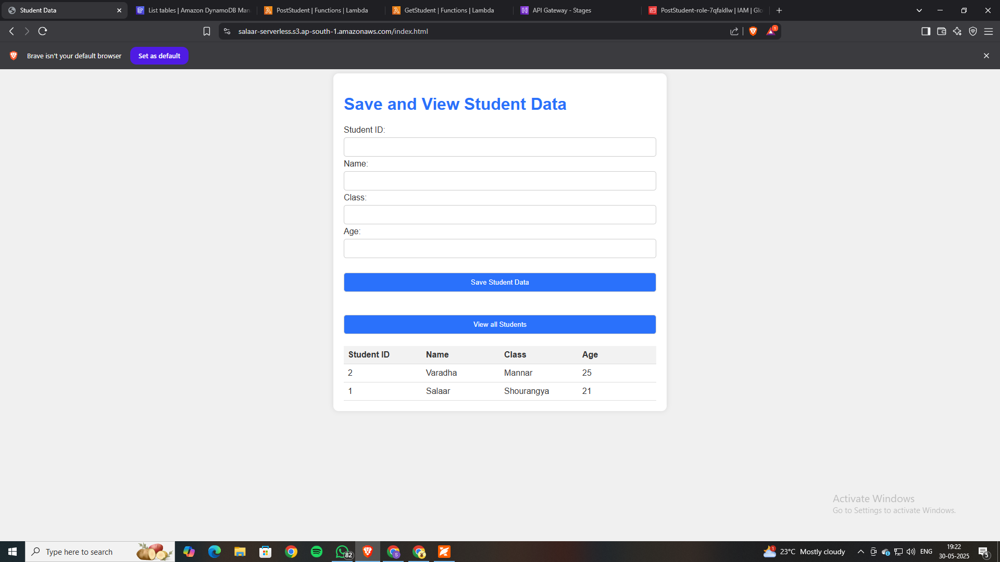 Student Data
List tables | Amazon DynamoDB Man
PostStudent | Functions | Lambda
GetStudent | Functions | Lambda
API Gateway - Stages
PostStudent-role-7qfakllw | IAM | Glo
salaar-serverless.s3.ap-south-1.amazonaws.com/index.html
1
Brave isn't your default browser
Set as default
Save and View Student Data
Student ID:
Name:
Class:
Age:
Save Student Data
View all Students
Student ID Name Class Age
2 Varadha Mannar 25
1 Salaar Shourangya 21
Activate Windows
Go to Settings to activate Windows.
Type here to search
82
S
1
23°C Mostly cloudy
ENG
19:22
30-05-2025
5